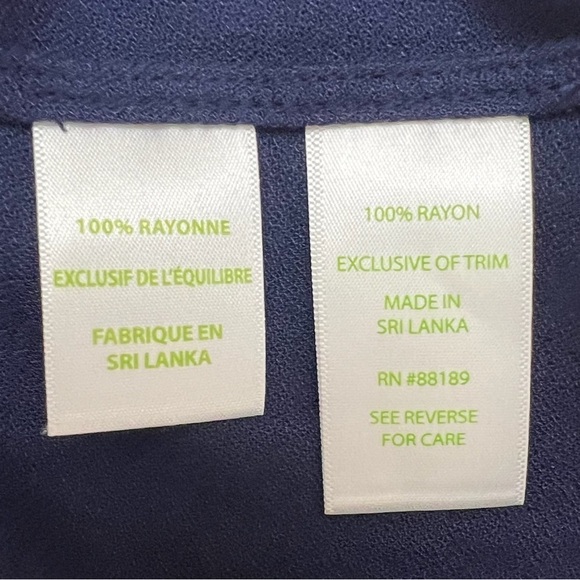 100% RAYONNE
EXCLUSIF DE L'ÉQUILIBRE
FABRIQUE EN
SRI LANKA
100% RAYON
EXCLUSIVE OF TRIM
MADE IN
SRI LANKA
RN #88189
SEE REVERSE
FOR CARE